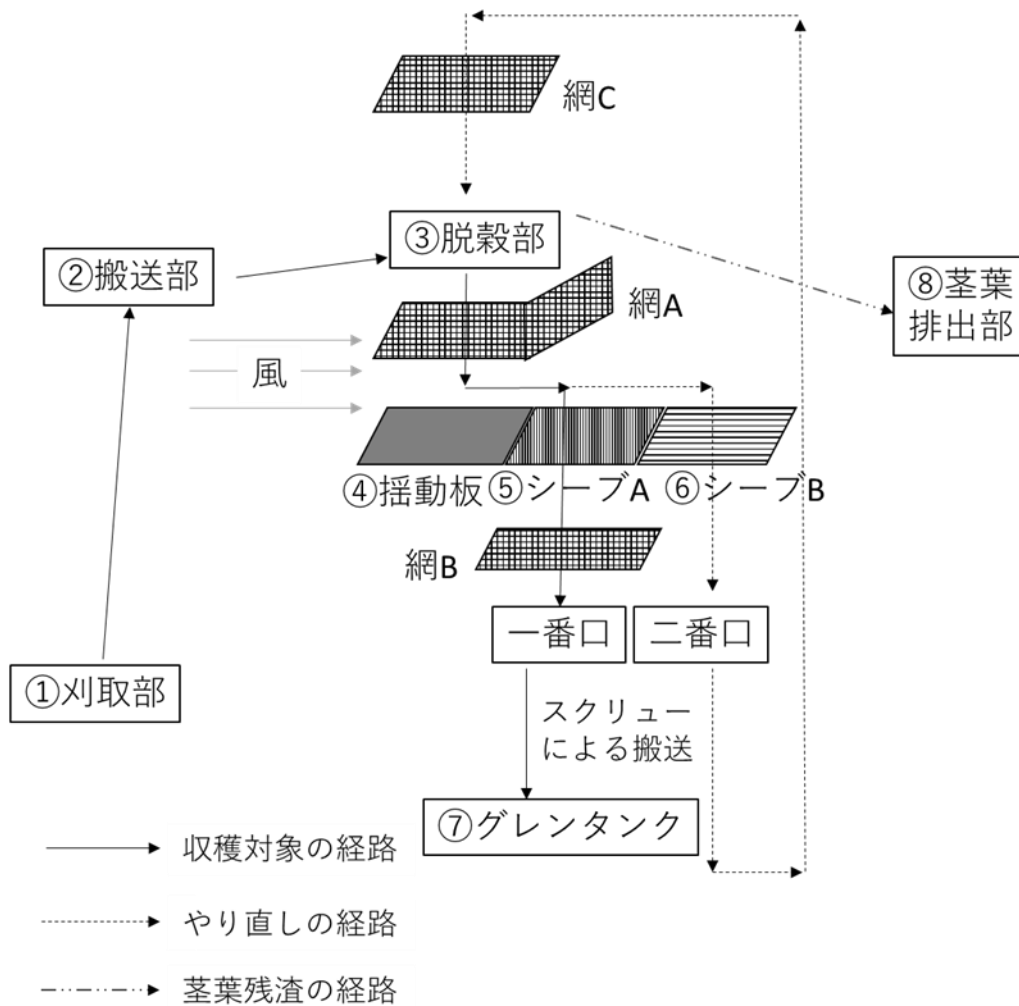 網C
③脱穀部
②搬送部
⑧茎葉
排出部
網A
風
④揺動板
⑤シーブA
⑥シーブB
網B
一番口
二番口
①刈取部
スクリュー
による搬送
⑦グレンタンク
収穫対象の経路
やり直しの経路
茎葉残渣の経路